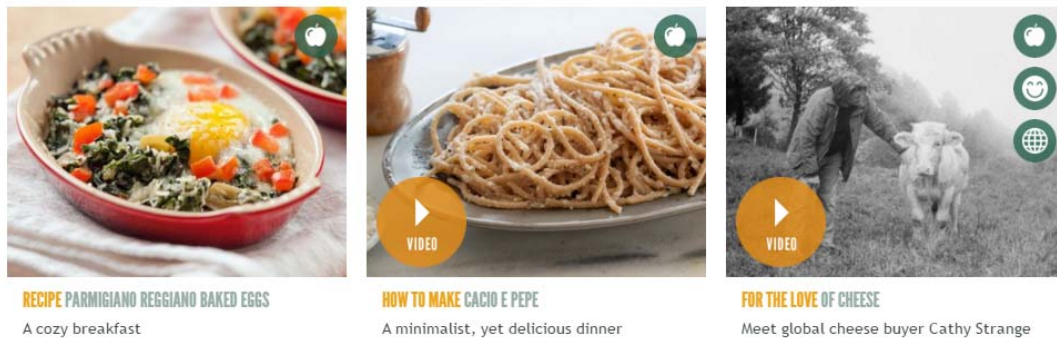 VIDEO
VIDEO
RECIPE PARMIGIANO REGGIANO BAKED EGGS
A cozy breakfast
HOW TO MAKE CACIO E PEPE
A minimalist, yet delicious dinner
FOR THE LOVE OF CHEESE
Meet global cheese buyer Cathy Strange